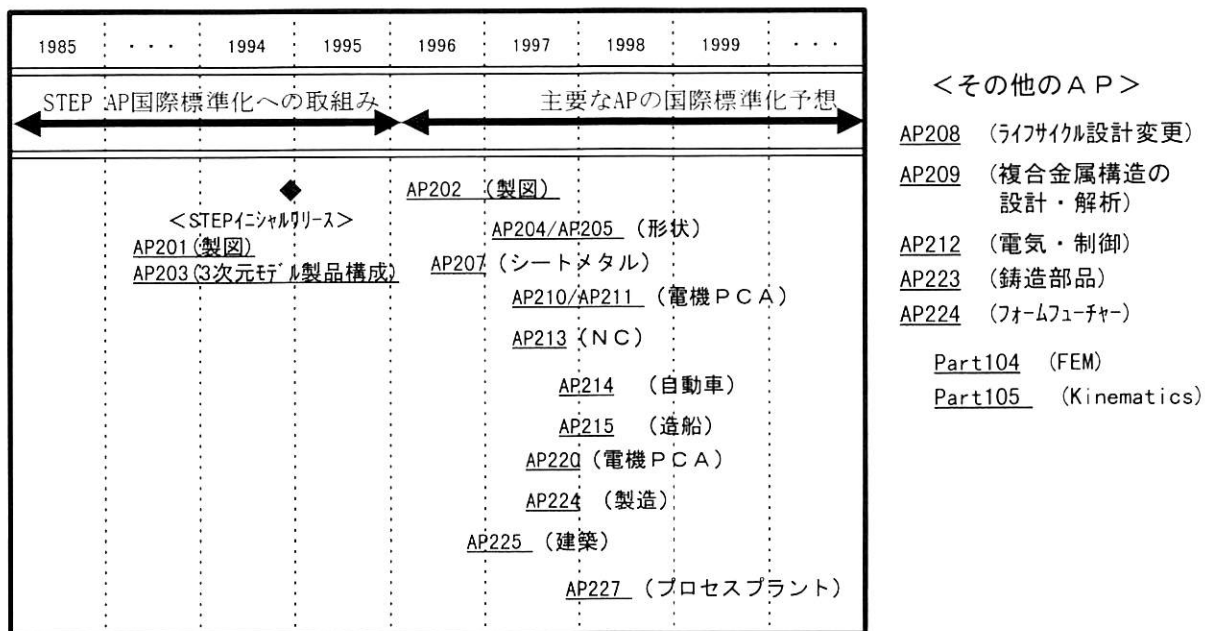 1985 ・・・ 1994 1995 1996 1997 1998 1999 ・・・
STEP AP国際標準化への取組み 主要なAPの国際標準化予想
AP202 (製図)
<STEPイニシャルリリース>
AP204/AP205 (形状)
AP201(製図)
AP207(シートメタル)
AP203(3次元モデル製品構成)
AP210/AP211 (電機PCA)
AP213(NC)
AP214 (自動車)
AP215 (造船)
AP220(電機PCA)
AP224 (製造)
AP225 (建築)
AP227 (プロセスプラント)
<その他のAP>
AP208 (ライフサイクル設計変更)
AP209 (複合金属構造の
設計・解析)
AP212 (電気・制御)
AP223 (鋳造部品)
AP224 (フォームフューチャー)
Part104 (FEM)
Part105 (Kinematics)